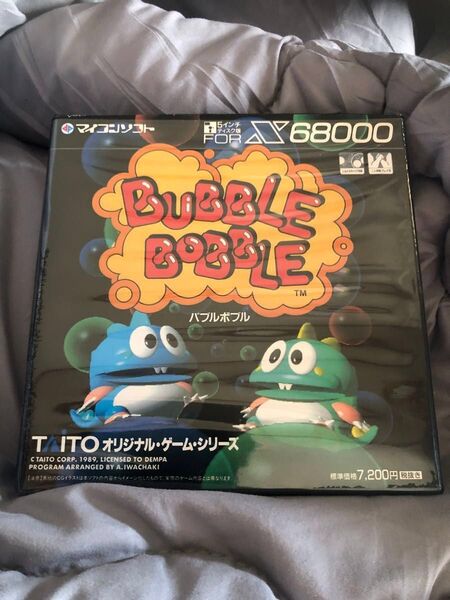 マイコンソフト
5インチ
ディスク版
FOR X68000
BUBBLE
BOBBLE
TM
バブルボブル
TAITO オリジナル・ゲーム・シリーズ
© TAITO CORP. 1989, LICENSED TO DEMPA
PROGRAM ARRANGED BY A.IWACHAKI
標準価格7,200円 税抜き